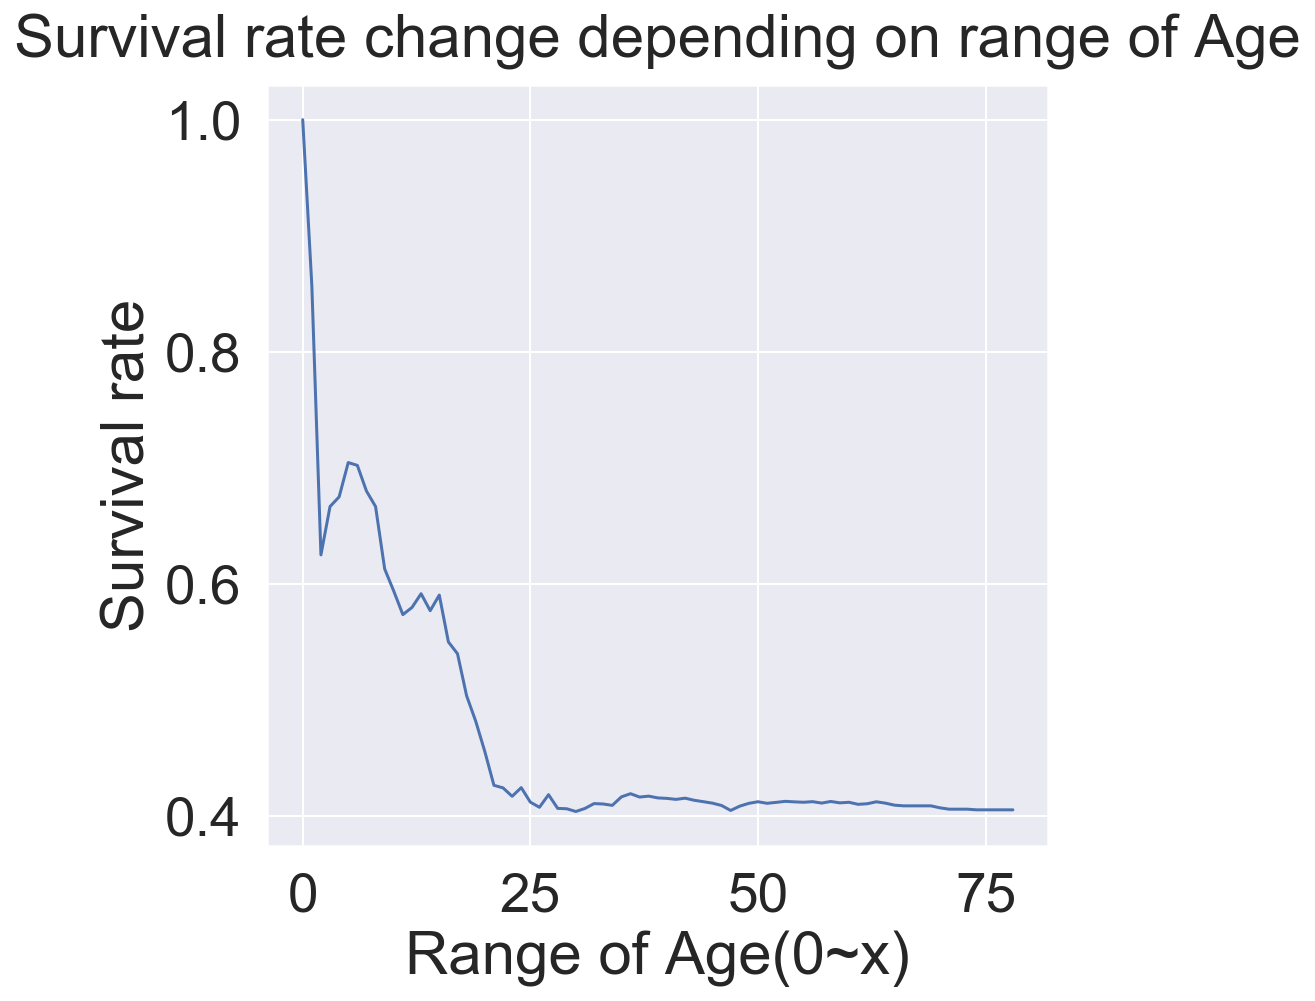 Survival rate change depending on range of Age
1.0
0.8
0.6
0.4
Survival rate
0
25
50
75
Range of Age(0~x)